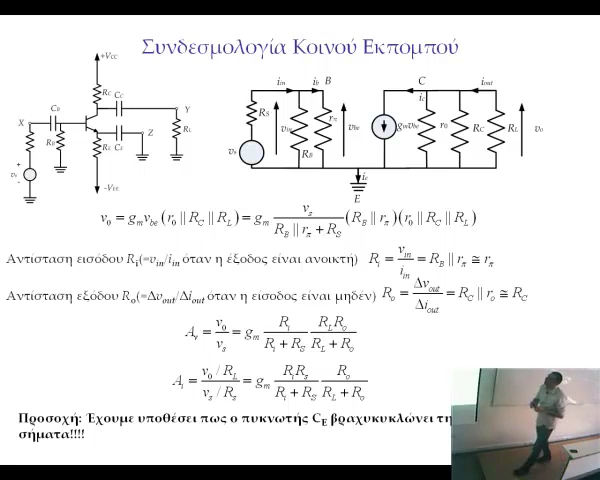 Συνδεσμολογία Κοινού Εκπομπού
+VCC
RC CC
CB
X
Y
RB
RL
Z
RE CE
vs
-VEE
iin ib B
C iout
RS
vin
rπ
RB
vbe
ic
gmvbe
r0
RC
RL
v0
vs
ie
E
v0 = gmvbe(r0 || RC || RL) = gm vs / (RB || rπ + RS) (RB || rπ)(r0 || RC || RL)
Αντίσταση εισόδου Ri(=vin/iin όταν η έξοδος είναι ανοικτή) Ri = vin / iin = RB || rπ ≅ rπ
Αντίσταση εξόδου Ro(=Δvout/Δiout όταν η είσοδος είναι μηδέν) Ro = Δvout / Δiout = RC || ro ≅ RC
Av = v0 / vs = gm Ri / (Ri + RS) RLRo / (RL + Ro)
Ai = (v0 / RL) / (vs / Rs) = gm RiRs / (Ri + RS) Ro / (RL + Ro)
Προσοχή: Έχουμε υποθέσει πως ο πυκνωτής CE βραχυκυκλώνει
σήματα!!!!